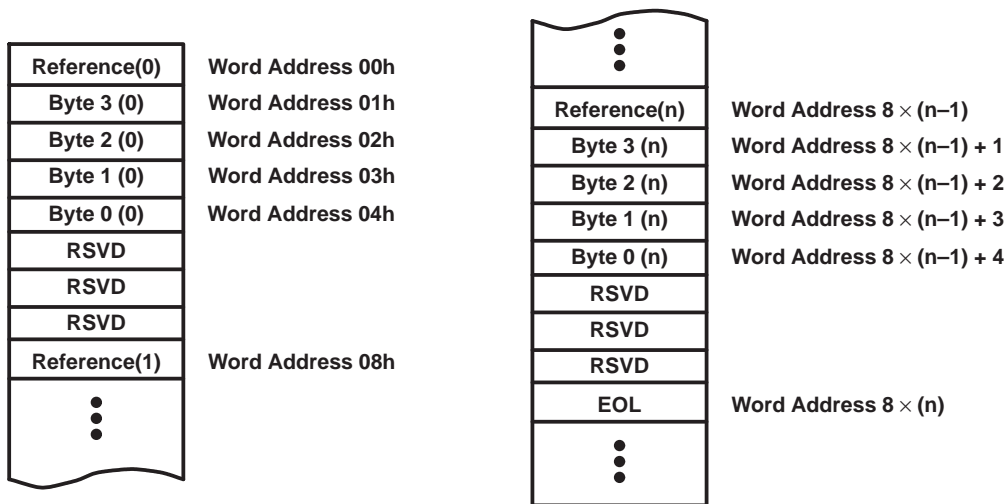 Reference(0) Word Address 00h
Byte 3 (0) Word Address 01h
Byte 2 (0) Word Address 02h
Byte 1 (0) Word Address 03h
Byte 0 (0) Word Address 04h
RSVD
RSVD
RSVD
Reference(1) Word Address 08h
Reference(n) Word Address 8 × (n–1)
Byte 3 (n) Word Address 8 × (n–1) + 1
Byte 2 (n) Word Address 8 × (n–1) + 2
Byte 1 (n) Word Address 8 × (n–1) + 3
Byte 0 (n) Word Address 8 × (n–1) + 4
RSVD
RSVD
RSVD
EOL Word Address 8 × (n)